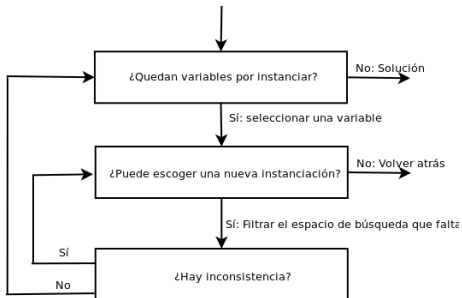 ¿Quedan variables por instanciar?
No: Solución
Sí: seleccionar una variable
No: Volver atrás
¿Puede escoger una nueva instanciación?
Sí: Filtrar el espacio de búsqueda que falta
Sí
¿Hay inconsistencia?
No